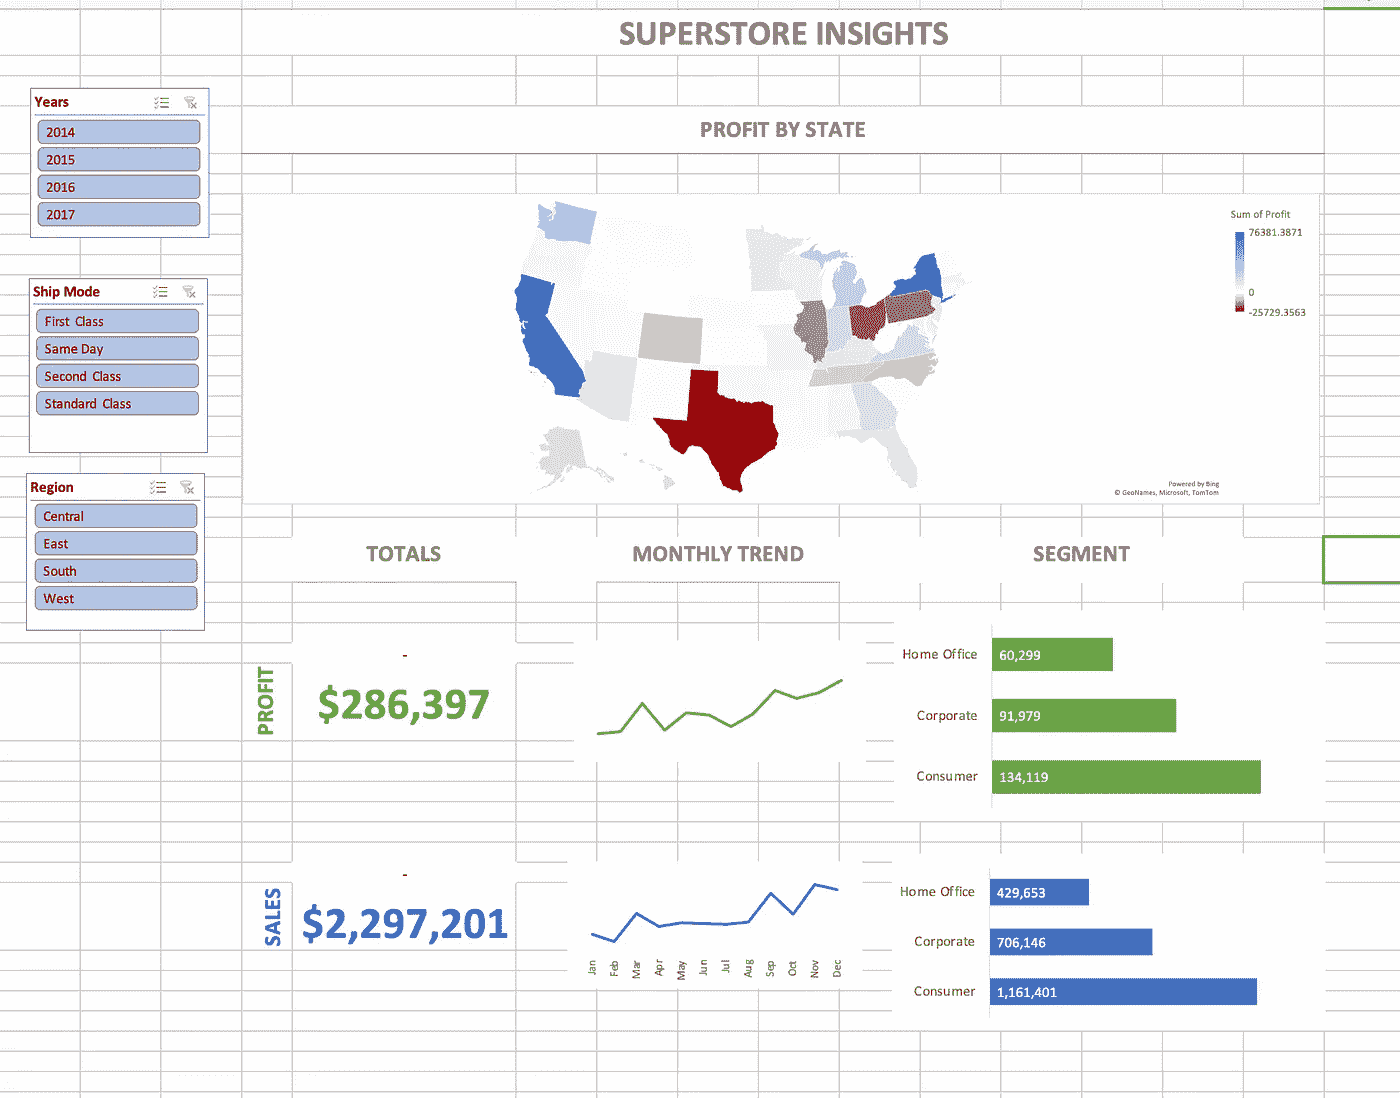 SUPERSTORE INSIGHTS
Years
2014
2015
2016
2017
Ship Mode
First Class
Same Day
Second Class
Standard Class
Region
Central
East
South
West
PROFIT BY STATE
Sum of Profit
76381.3871
0
-25729.3563
Powered by Bing
© GeoNames, Microsoft, TomTom
TOTALS
MONTHLY TREND
SEGMENT
PROFIT
-
$286,397
Home Office
60,299
Corporate
91,979
Consumer
134,119
SALES
-
$2,297,201
Jan
Feb
Mar
Apr
May
Jun
Jul
Aug
Sep
Oct
Nov
Dec
Home Office
429,653
Corporate
706,146
Consumer
1,161,401